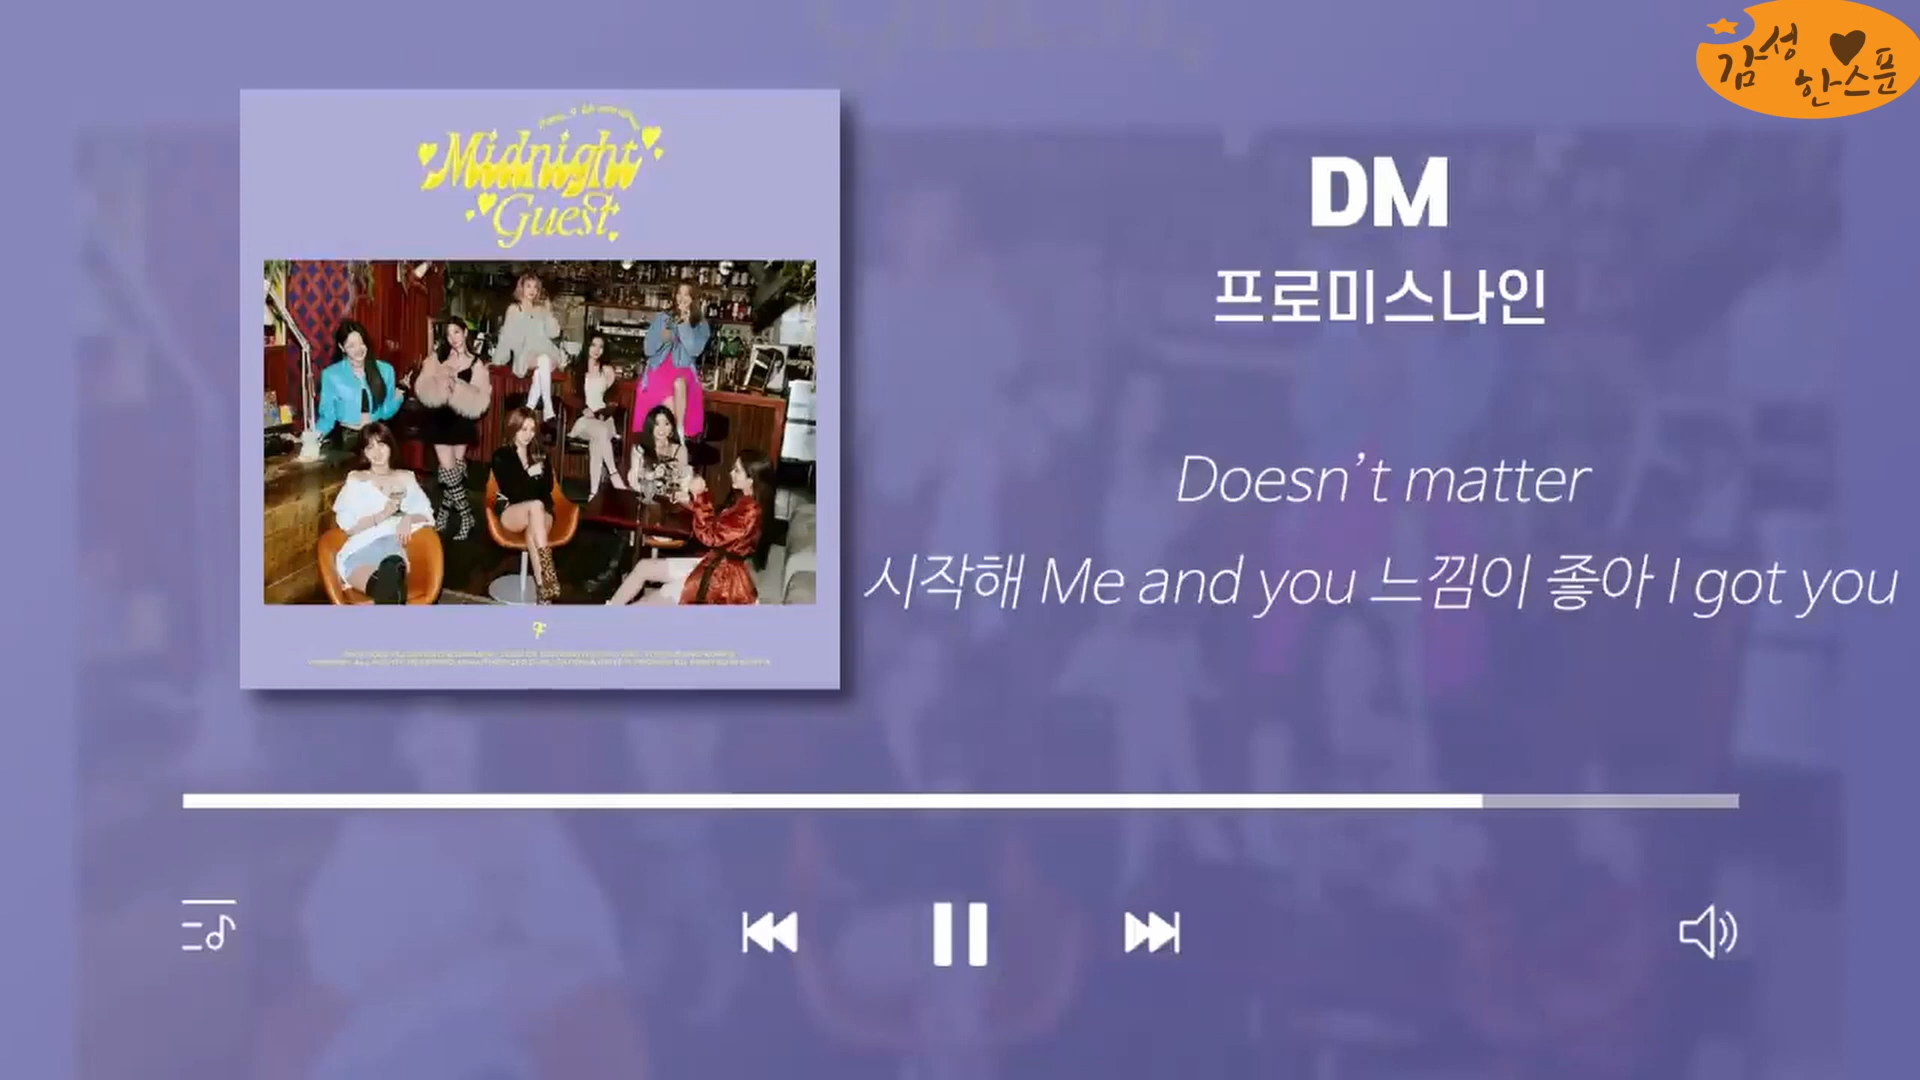 감성
한스푼
Midnight
Guest
DM
프로미스나인
Doesn't matter
시작해 Me and you 느낌이 좋아 I got you